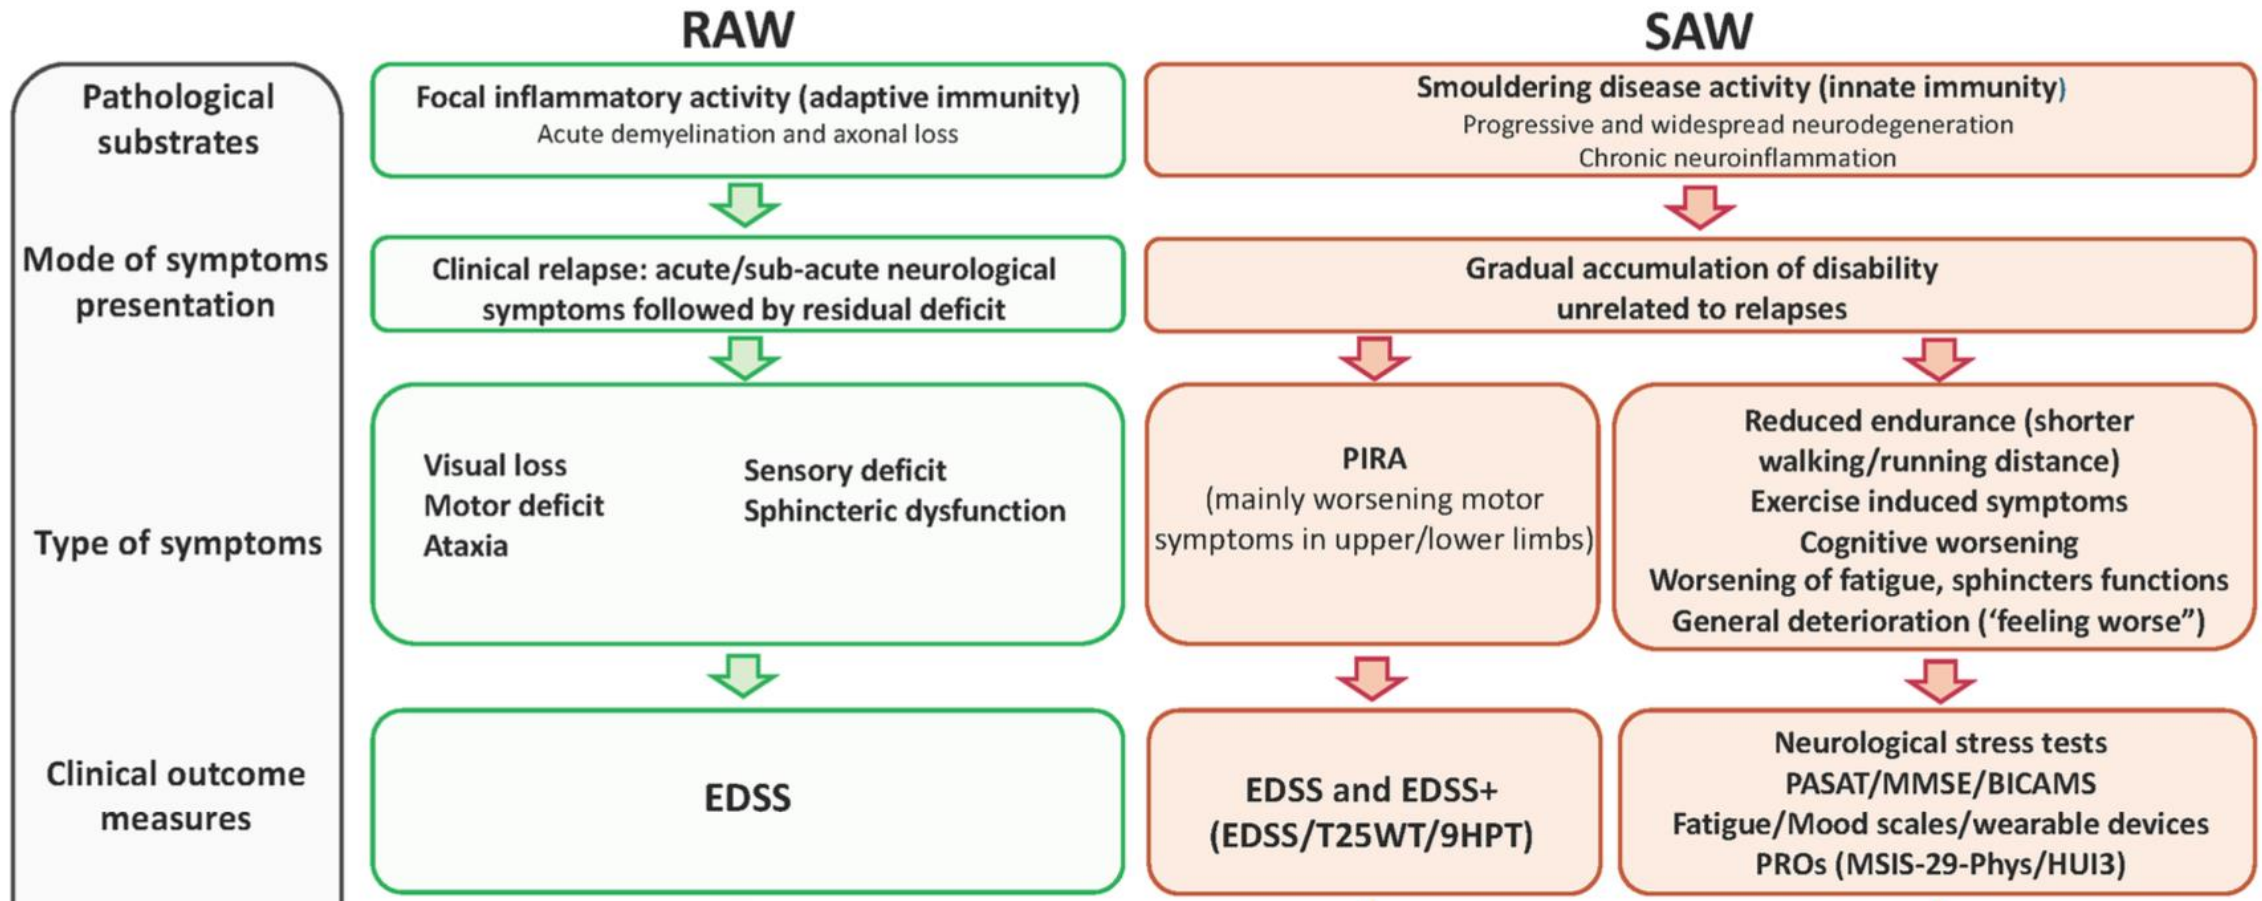 RAW
SAW
Pathological
substrates
Focal inflammatory activity (adaptive immunity)
Acute demyelination and axonal loss
Smouldering disease activity (innate immunity)
Progressive and widespread neurodegeneration
Chronic neuroinflammation
Mode of symptoms
presentation
Clinical relapse: acute/sub-acute neurological
symptoms followed by residual deficit
Gradual accumulation of disability
unrelated to relapses
Type of symptoms
Visual loss
Motor deficit
Ataxia
Sensory deficit
Sphincteric dysfunction
PIRA
(mainly worsening motor
symptoms in upper/lower limbs)
Reduced endurance (shorter
walking/running distance)
Exercise induced symptoms
Cognitive worsening
Worsening of fatigue, sphincters functions
General deterioration (‘feeling worse”)
Clinical outcome
measures
EDSS
EDSS and EDSS+
(EDSS/T25WT/9HPT)
Neurological stress tests
PASAT/MMSE/BICAMS
Fatigue/Mood scales/wearable devices
PROs (MSIS-29-Phys/HUI3)